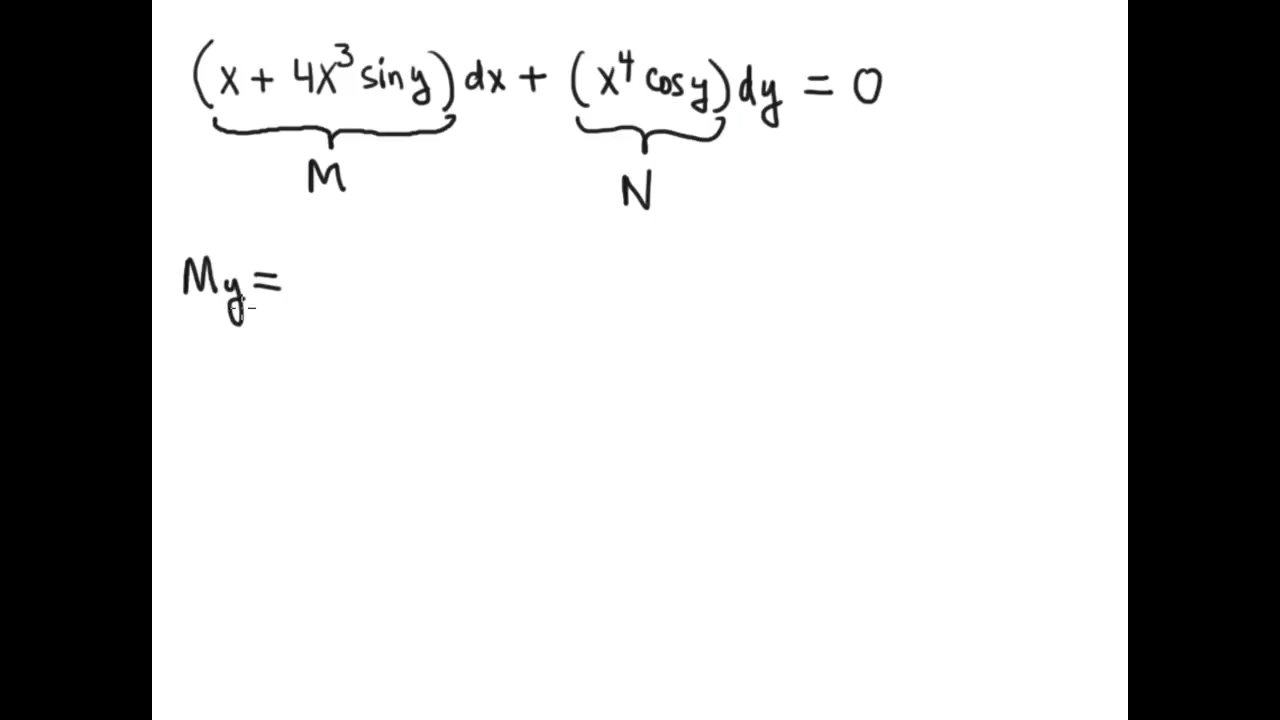 (x + 4x³ sin y) dx + (x⁴ cos y) dy = 0
M N
My =